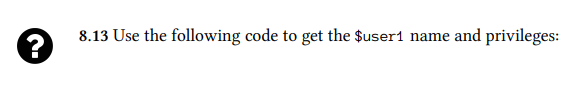 8.13 Use the following code to get the $user1 name and privileges: